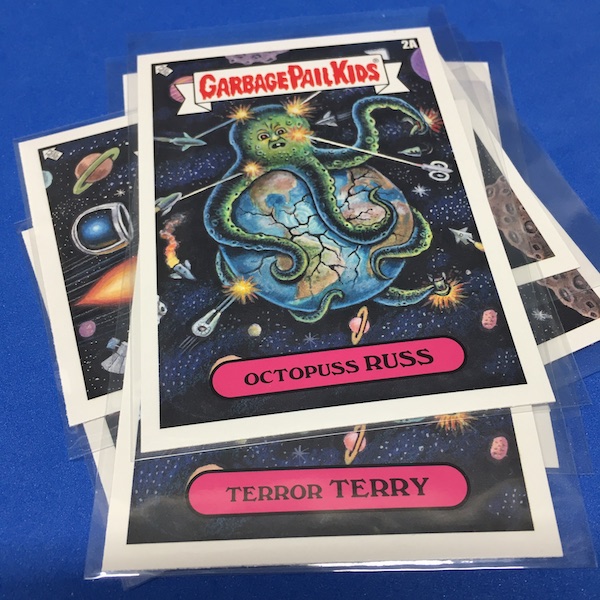 2A
GARBAGE PAIL KIDS
OCTOPUSS RUSS
TERROR TERRY